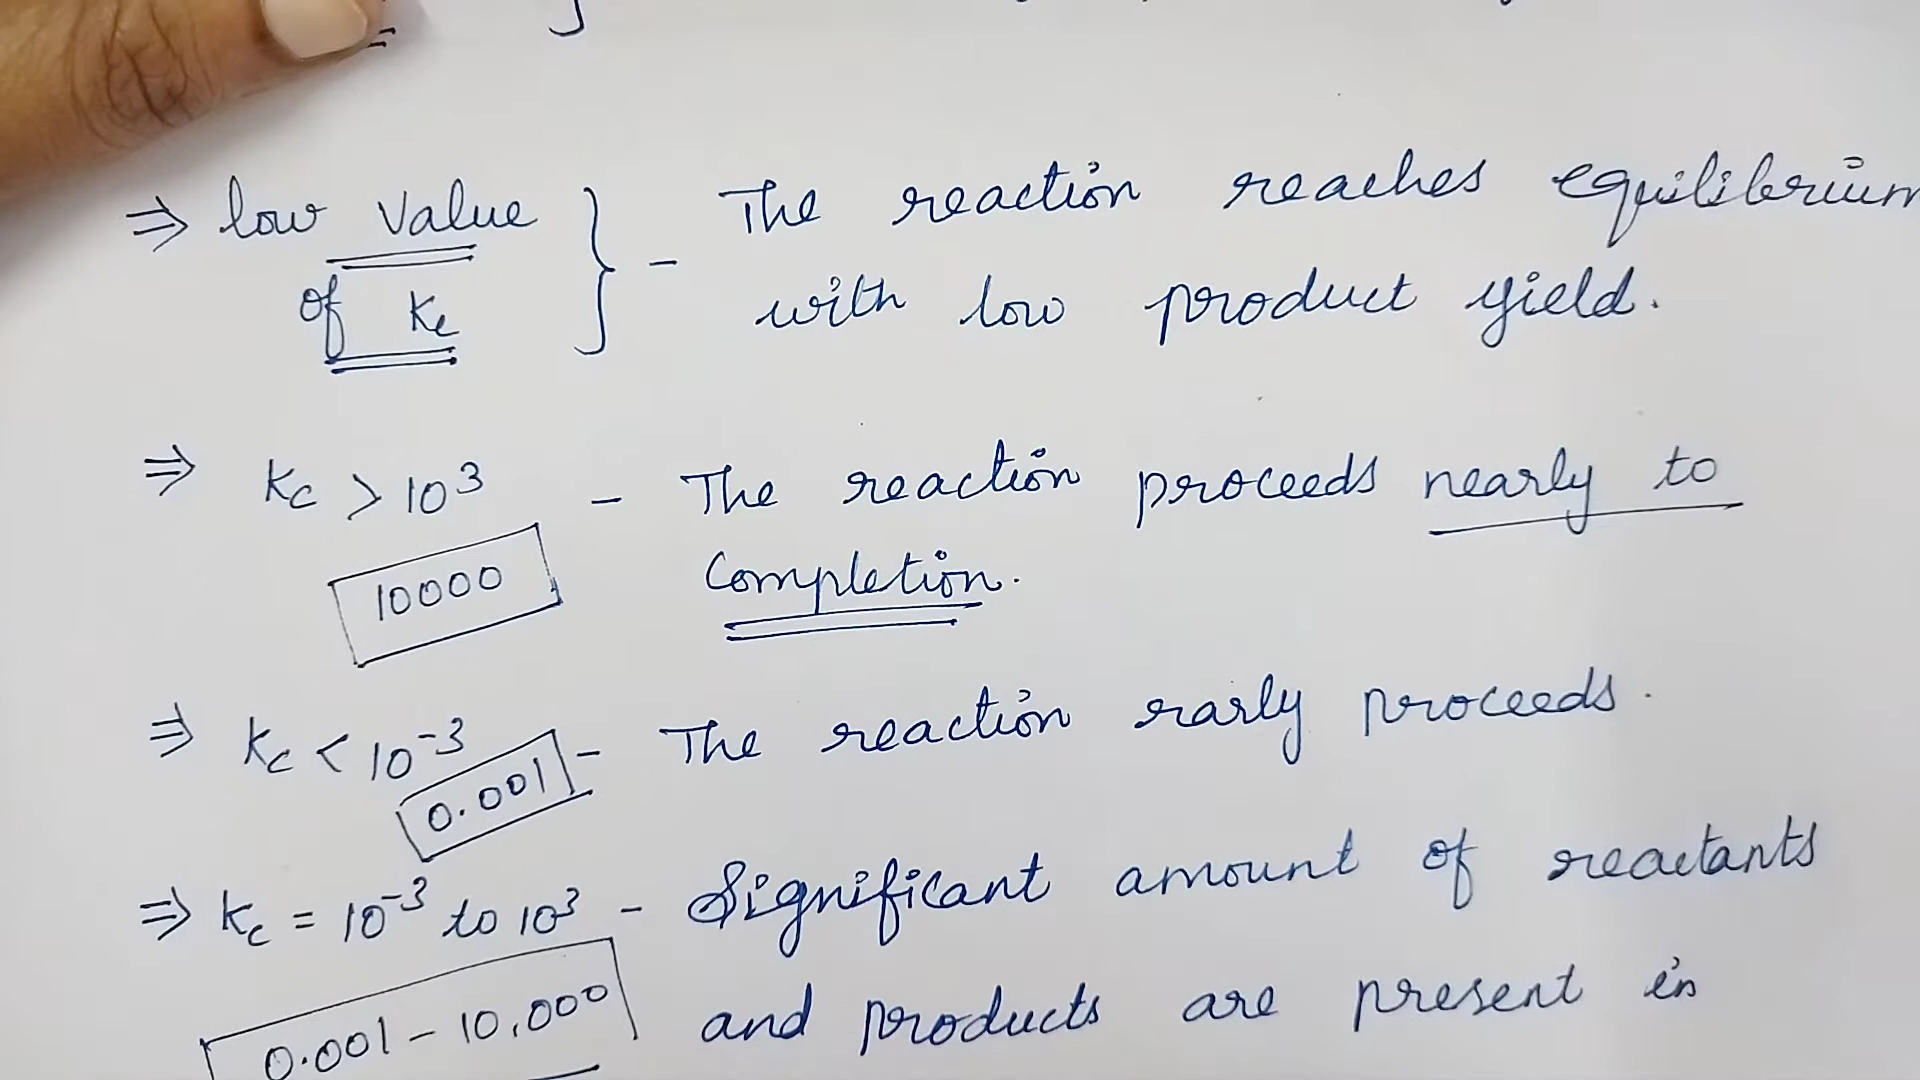 ⇒ low value } - The reaction reaches equilibrium
of Kc with low product yield.
⇒ Kc > 10³ - The reaction proceeds nearly to
10000 completion.
⇒ Kc < 10⁻³ - The reaction rarly proceeds.
0.001
⇒ Kc = 10⁻³ to 10³ - Significant amount of reactants
0.001 - 10,000 and products are present in